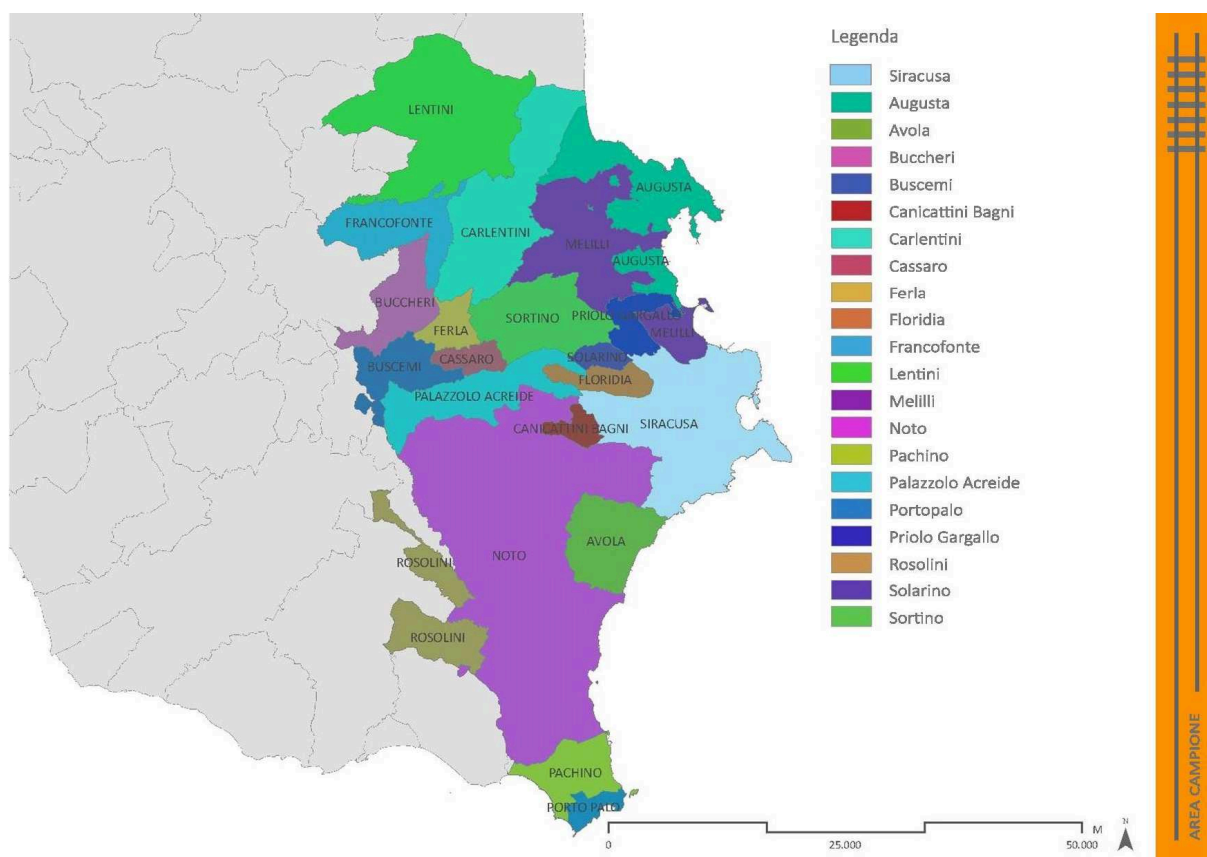 Legenda
Siracusa
Augusta
Avola
Buccheri
Buscemi
Canicattini Bagni
Carlentini
Cassaro
Ferla
Floridia
Francofonte
Lentini
Melilli
Noto
Pachino
Palazzolo Acreide
Portopalo
Priolo Gargallo
Rosolini
Solarino
Sortino
LENTINI
AUGUSTA
FRANCOFONTE
CARLENTINI
MELILLI
AUGUSTA
BUCCHERI
SORTINO
PRIOLO GARGALLO
FERLA
MELILLI
CASSARO
SOLARINO
BUSCEMI
FLORIDIA
PALAZZOLO ACREIDE
CANICATTINI BAGNI
SIRACUSA
AVOLA
NOTO
ROSOLINI
ROSOLINI
PACHINO
PORTO PALO
0
25.000
50.000
M
N
AREA CAMPIONE